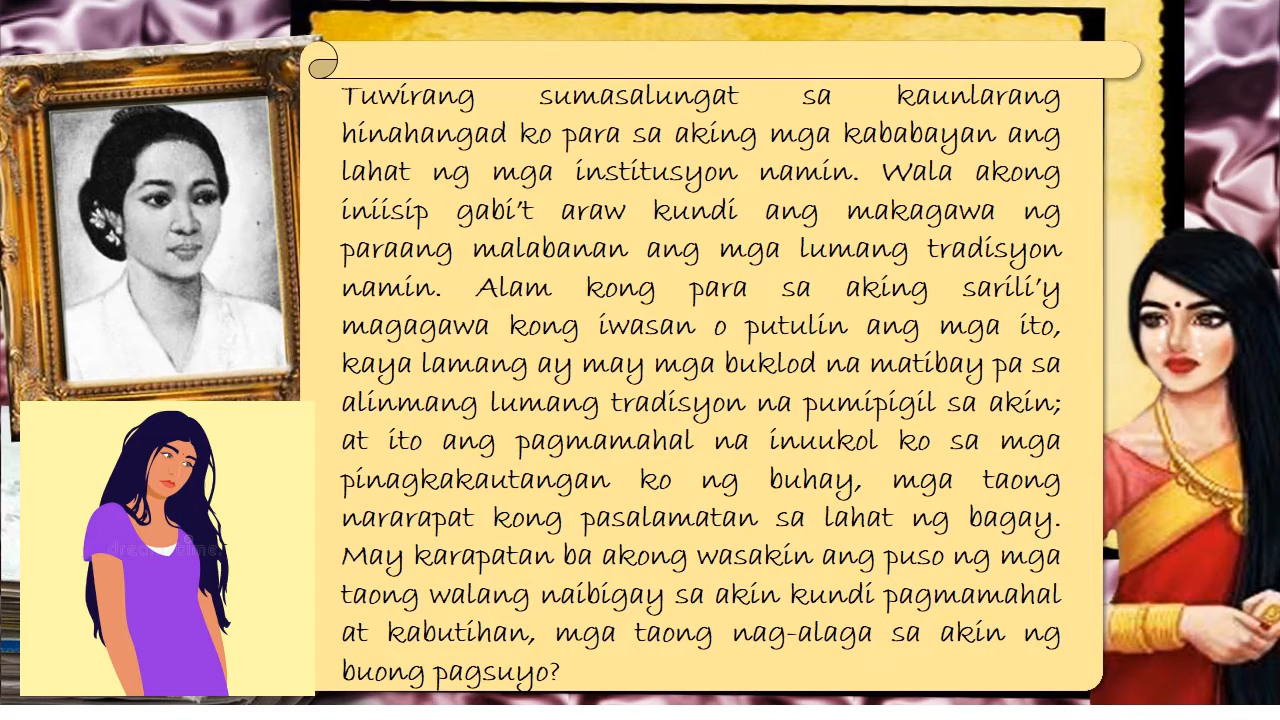 Tuwirang sumasalungat sa kaunlarang
hinahangad ko para sa aking mga kababayan ang
lahat ng mga institusyon namin. Wala akong
iniisip gabi't araw kundi ang makagawa ng
paraang malabanan ang mga lumang tradisyon
namin. Alam kong para sa aking sarili'y
magagawa kong iwasan o putulin ang mga ito,
kaya lamang ay may mga buklod na matibay pa sa
alinmang lumang tradisyon na pumipigil sa akin;
at ito ang pagmamahal na inuukol ko sa mga
pinagkakautangan ko ng buhay, mga taong
nararapat kong pasalamatan sa lahat ng bagay.
May karapatan ba akong wasakin ang puso ng mga
taong walang naibigay sa akin kundi pagmamahal
at kabutihan, mga taong nag-alaga sa akin ng
buong pagsuyo?